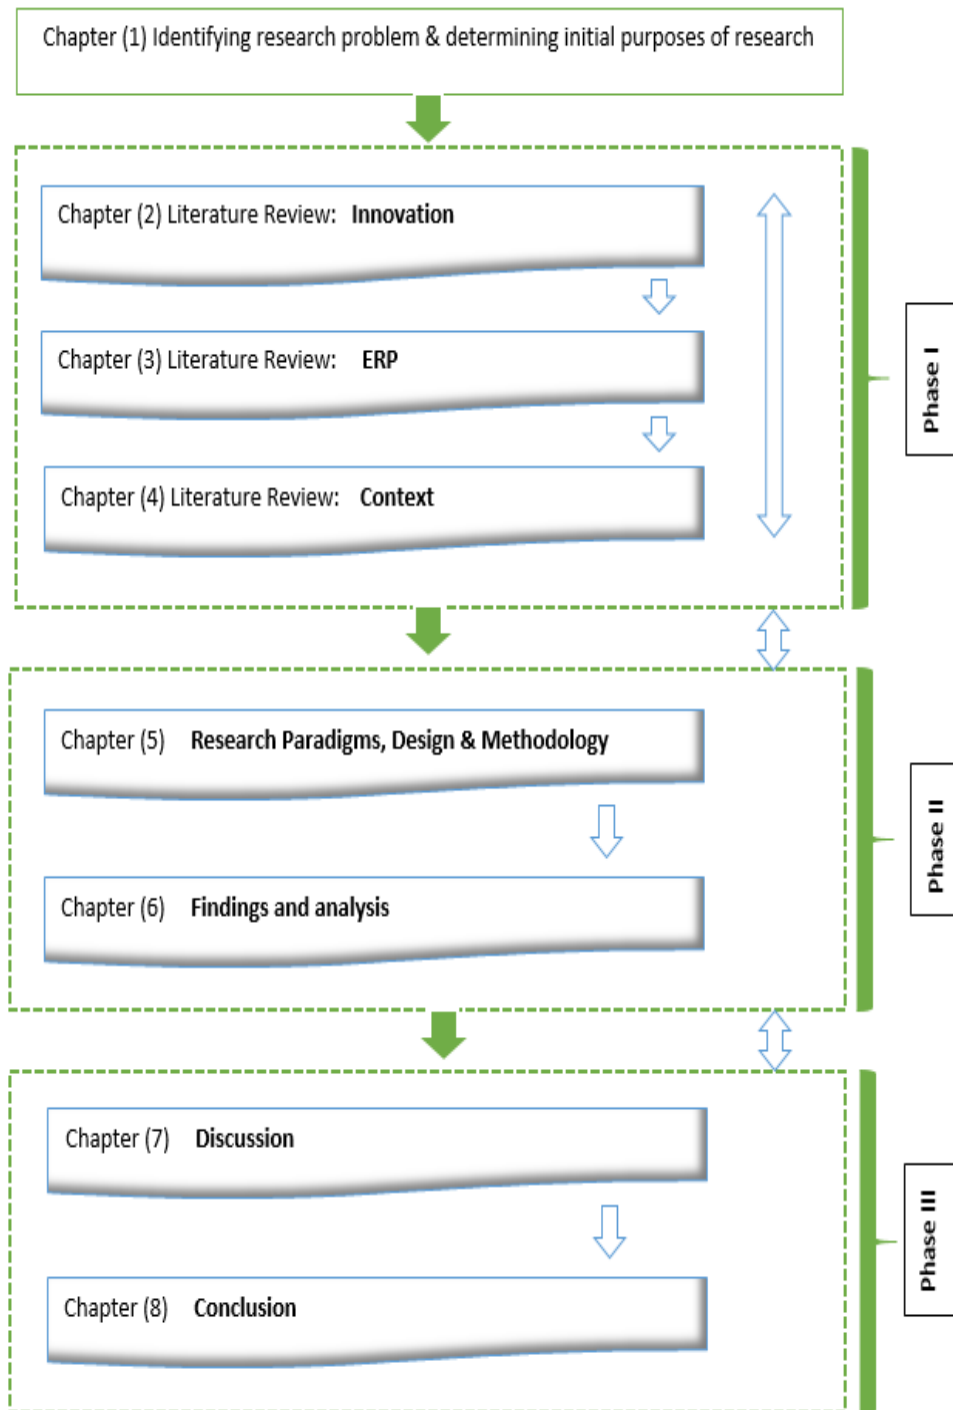 Chapter (1) Identifying research problem & determining initial purposes of research
Chapter (2) Literature Review: Innovation
Chapter (3) Literature Review: ERP
Chapter (4) Literature Review: Context
Phase I
Chapter (5) Research Paradigms, Design & Methodology
Chapter (6) Findings and analysis
Phase II
Chapter (7) Discussion
Chapter (8) Conclusion
Phase III